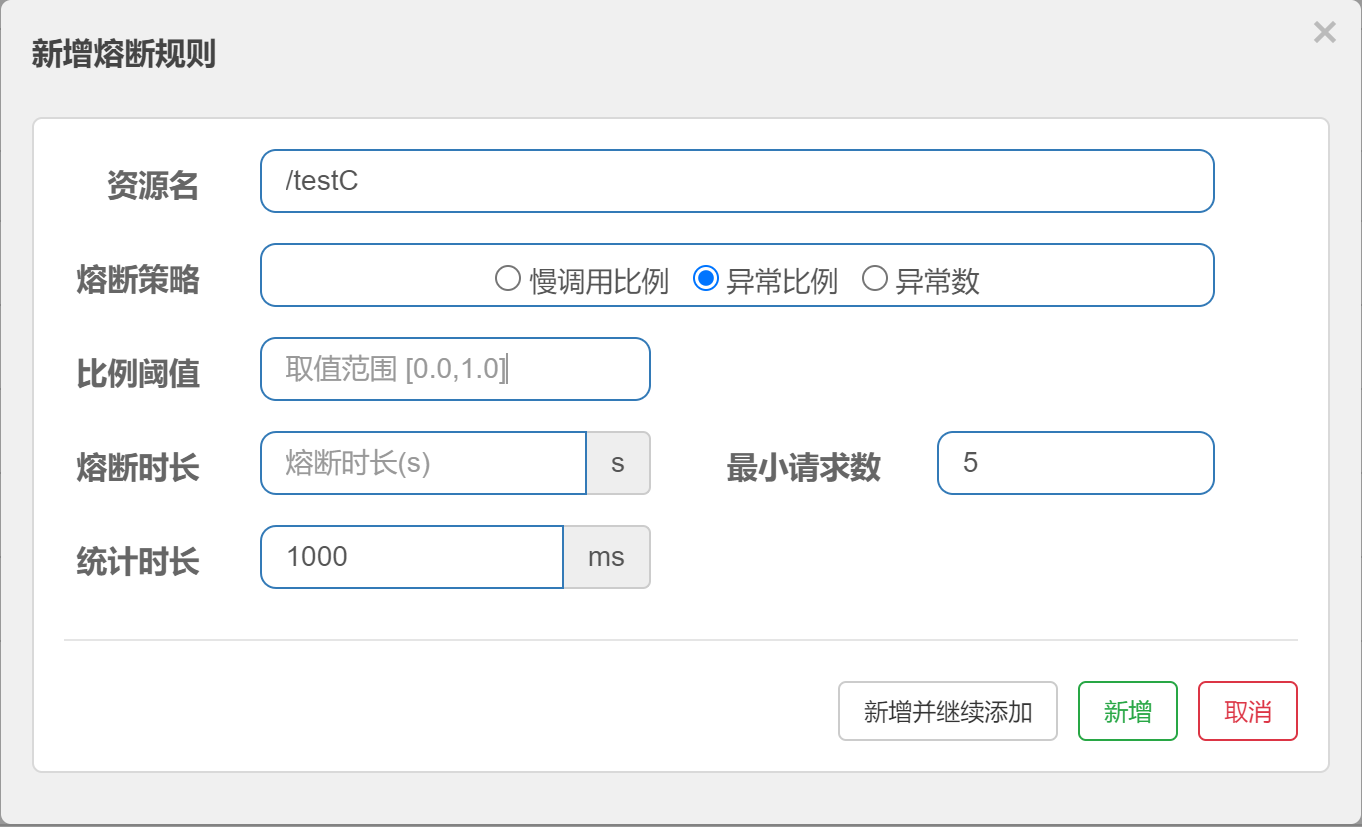 新增熔断规则
×
资源名 /testC
熔断策略 慢调用比例 异常比例 异常数
比例阈值 取值范围 [0.0,1.0]
熔断时长 熔断时长(s) s 最小请求数 5
统计时长 1000 ms
新增并继续添加 新增 取消